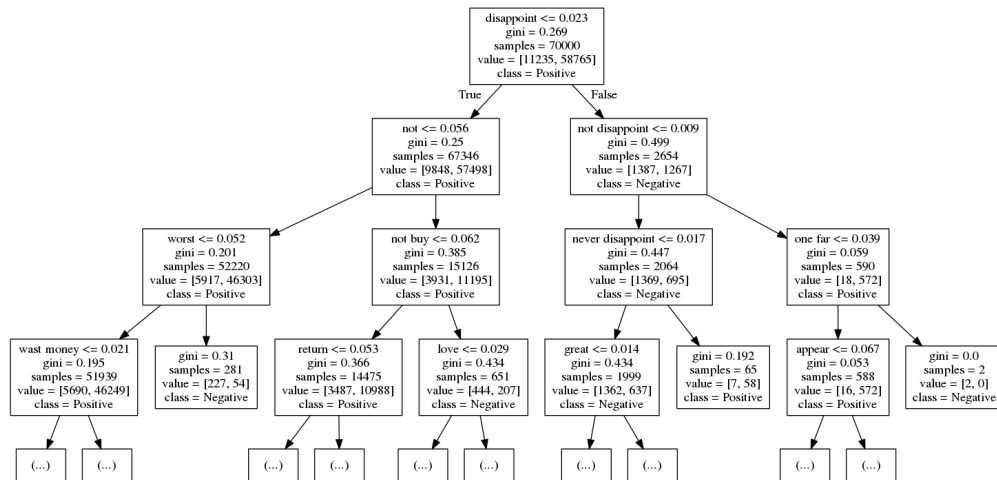 disappoint <= 0.023
gini = 0.269
samples = 70000
value = [11235, 58765]
class = Positive
True
False
not <= 0.056
gini = 0.25
samples = 67346
value = [9848, 57498]
class = Positive
not disappoint <= 0.009
gini = 0.499
samples = 2654
value = [1387, 1267]
class = Negative
worst <= 0.052
gini = 0.201
samples = 52220
value = [5917, 46303]
class = Positive
not buy <= 0.062
gini = 0.385
samples = 15126
value = [3931, 11195]
class = Positive
never disappoint <= 0.017
gini = 0.447
samples = 2064
value = [1369, 695]
class = Negative
one far <= 0.039
gini = 0.059
samples = 590
value = [18, 572]
class = Positive
wast money <= 0.021
gini = 0.195
samples = 51939
value = [5690, 46249]
class = Positive
gini = 0.31
samples = 281
value = [227, 54]
class = Negative
return <= 0.053
gini = 0.366
samples = 14475
value = [3487, 10988]
class = Positive
love <= 0.029
gini = 0.434
samples = 651
value = [444, 207]
class = Negative
great <= 0.014
gini = 0.434
samples = 1999
value = [1362, 637]
class = Negative
gini = 0.192
samples = 65
value = [7, 58]
class = Positive
appear <= 0.067
gini = 0.053
samples = 588
value = [16, 572]
class = Positive
gini = 0.0
samples = 2
value = [2, 0]
class = Negative
(...)
(...)
(...)
(...)
(...)
(...)
(...)
(...)
(...)
(...)